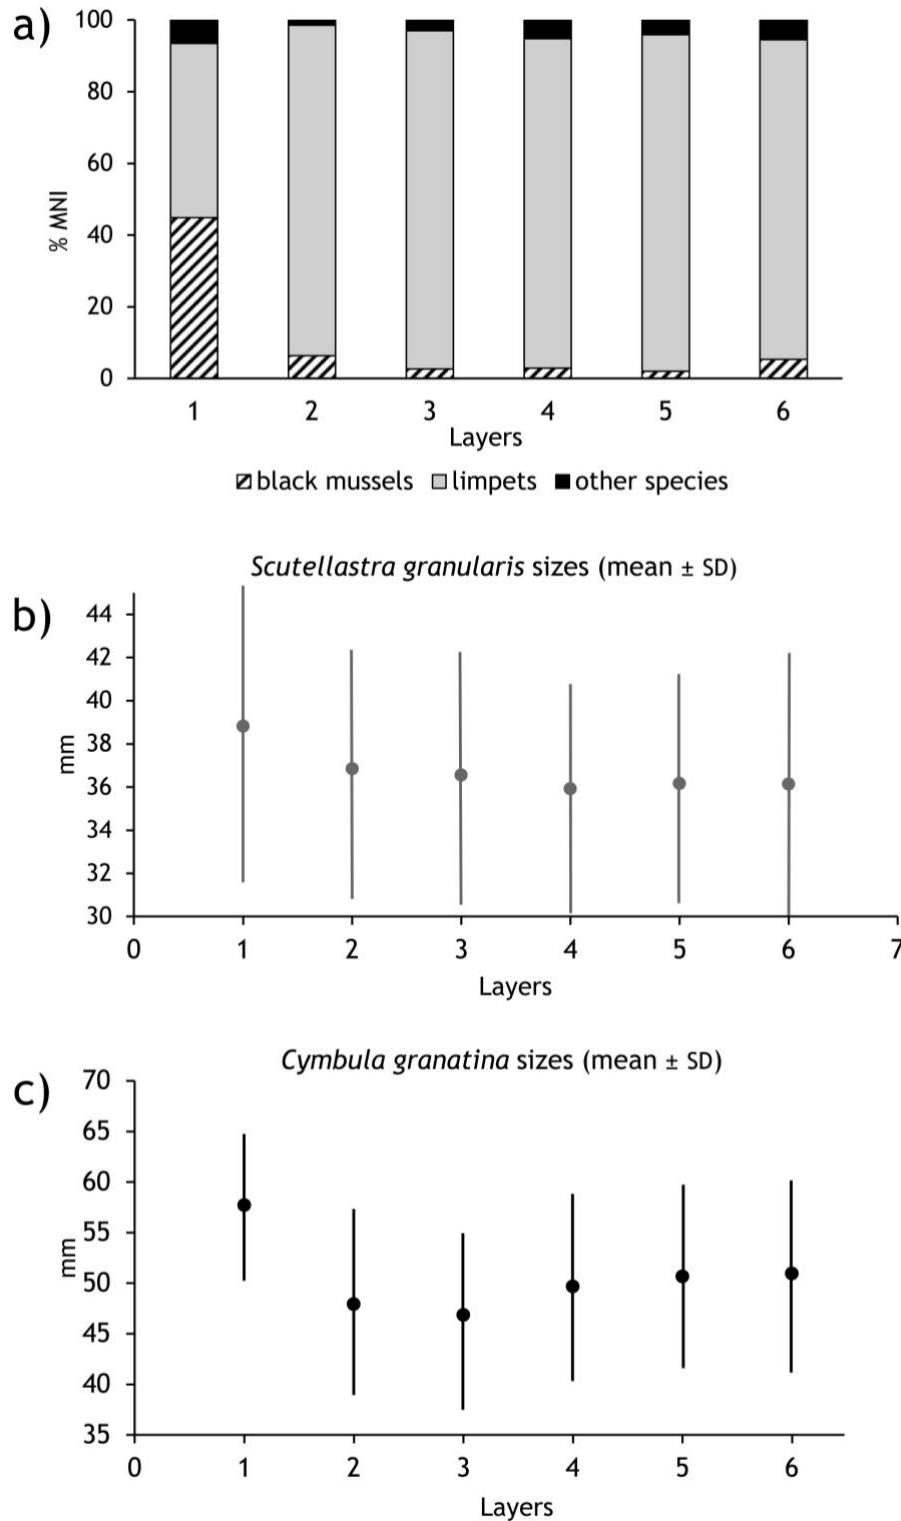 a)
100
80
60
40
20
0
% MNI
1 2 3 4 5 6
Layers
black mussels limpets other species
b)
Scutellastra granularis sizes (mean ± SD)
44
42
40
38
36
34
32
30
mm
0 1 2 3 4 5 6 7
Layers
c)
Cymbula granatina sizes (mean ± SD)
70
65
60
55
50
45
40
35
mm
0 1 2 3 4 5 6
Layers